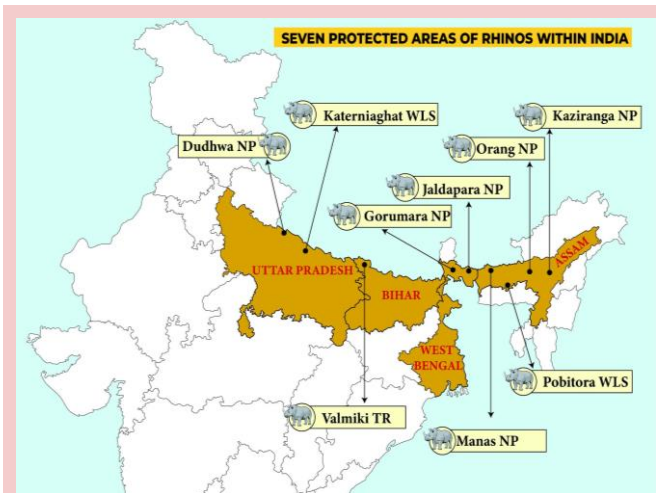 SEVEN PROTECTED AREAS OF RHINOS WITHIN INDIA
Katerniaghat WLS
Kaziranga NP
Dudhwa NP
Orang NP
Jaldapara NP
Gorumara NP
ASSAM
UTTAR PRADESH
BIHAR
WEST
BENGAL
Pobitora WLS
Valmiki TR
Manas NP